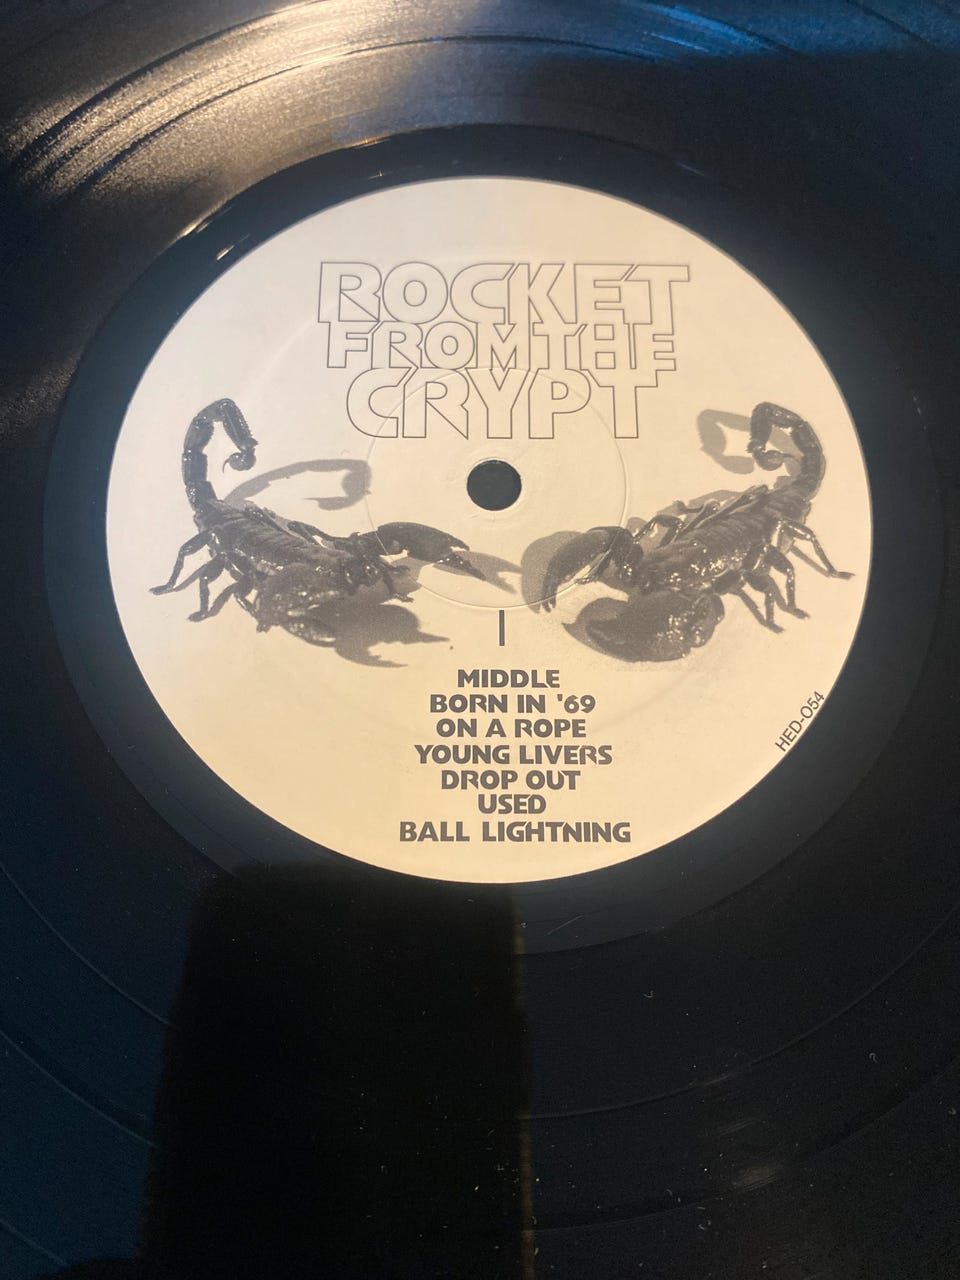 ROCKET
FROM THE
CRYPT
I
MIDDLE
BORN IN '69
ON A ROPE
YOUNG LIVERS
DROP OUT
USED
BALL LIGHTNING
HED-054